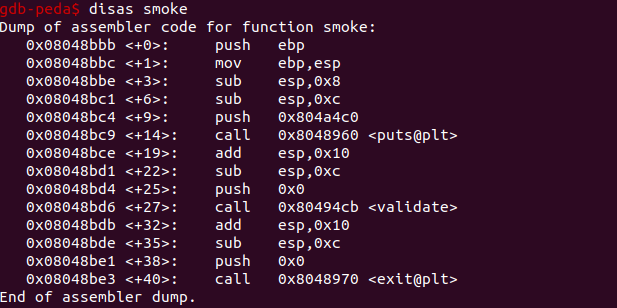 gdb-peda$ disas smoke
Dump of assembler code for function smoke:
0x08048bbb <+0>: push ebp
0x08048bbc <+1>: mov ebp,esp
0x08048bbe <+3>: sub esp,0x8
0x08048bc1 <+6>: sub esp,0xc
0x08048bc4 <+9>: push 0x804a4c0
0x08048bc9 <+14>: call 0x8048960 <puts@plt>
0x08048bce <+19>: add esp,0x10
0x08048bd1 <+22>: sub esp,0xc
0x08048bd4 <+25>: push 0x0
0x08048bd6 <+27>: call 0x80494cb <validate>
0x08048bdb <+32>: add esp,0x10
0x08048bde <+35>: sub esp,0xc
0x08048be1 <+38>: push 0x0
0x08048be3 <+40>: call 0x8048970 <exit@plt>
End of assembler dump.